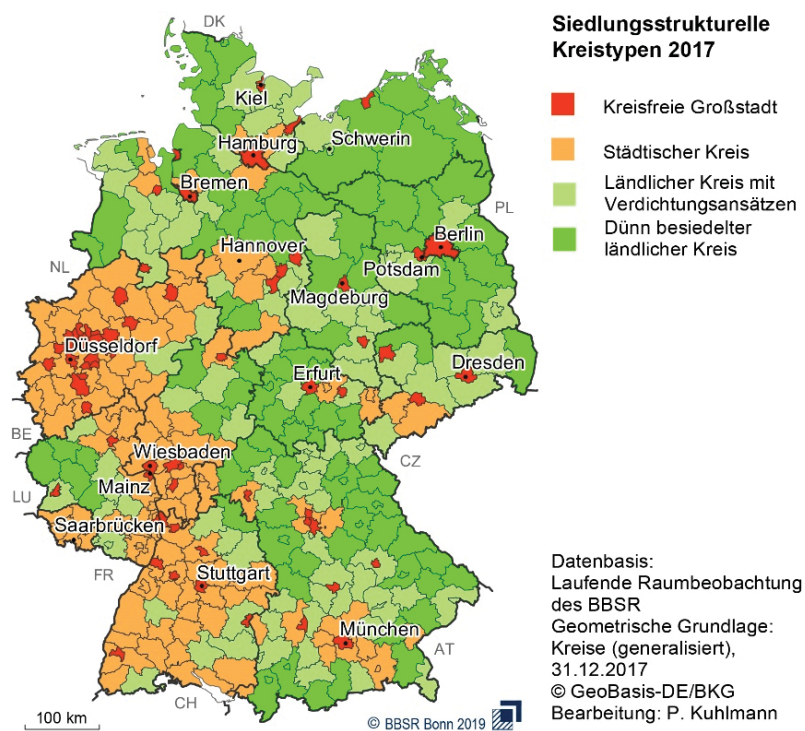 Siedlungsstrukturelle
Kreistypen 2017
Kreisfreie Großstadt
Städtischer Kreis
Ländlicher Kreis mit
Verdichtungsansätzen
Dünn besiedelter
ländlicher Kreis
DK
Kiel
Hamburg
Schwerin
Bremen
PL
Berlin
Hannover
NL
Potsdam
Magdeburg
Düsseldorf
Erfurt
Dresden
BE
Wiesbaden
CZ
Mainz
LU
Saarbrücken
FR
Stuttgart
München
AT
CH
100 km
© BBSR Bonn 2019
Datenbasis:
Laufende Raumbeobachtung
des BBSR
Geometrische Grundlage:
Kreise (generalisiert),
31.12.2017
© GeoBasis-DE/BKG
Bearbeitung: P. Kuhlmann